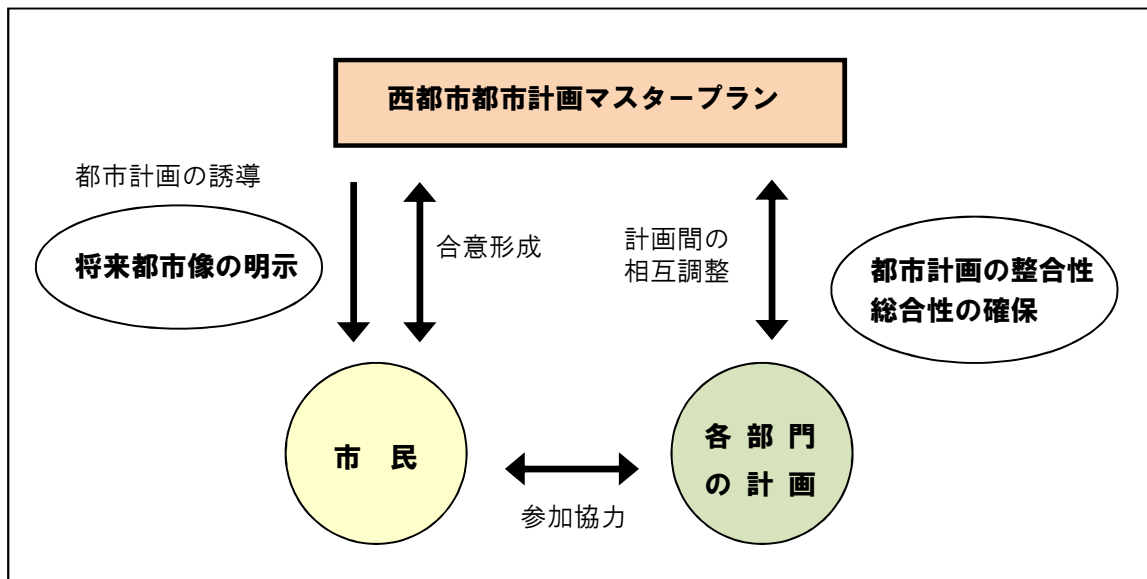 西都市都市計画マスタープラン
都市計画の誘導
将来都市像の明示
合意形成
計画間の
相互調整
都市計画の整合性
総合性の確保
市　民
各 部 門
の 計 画
参加協力